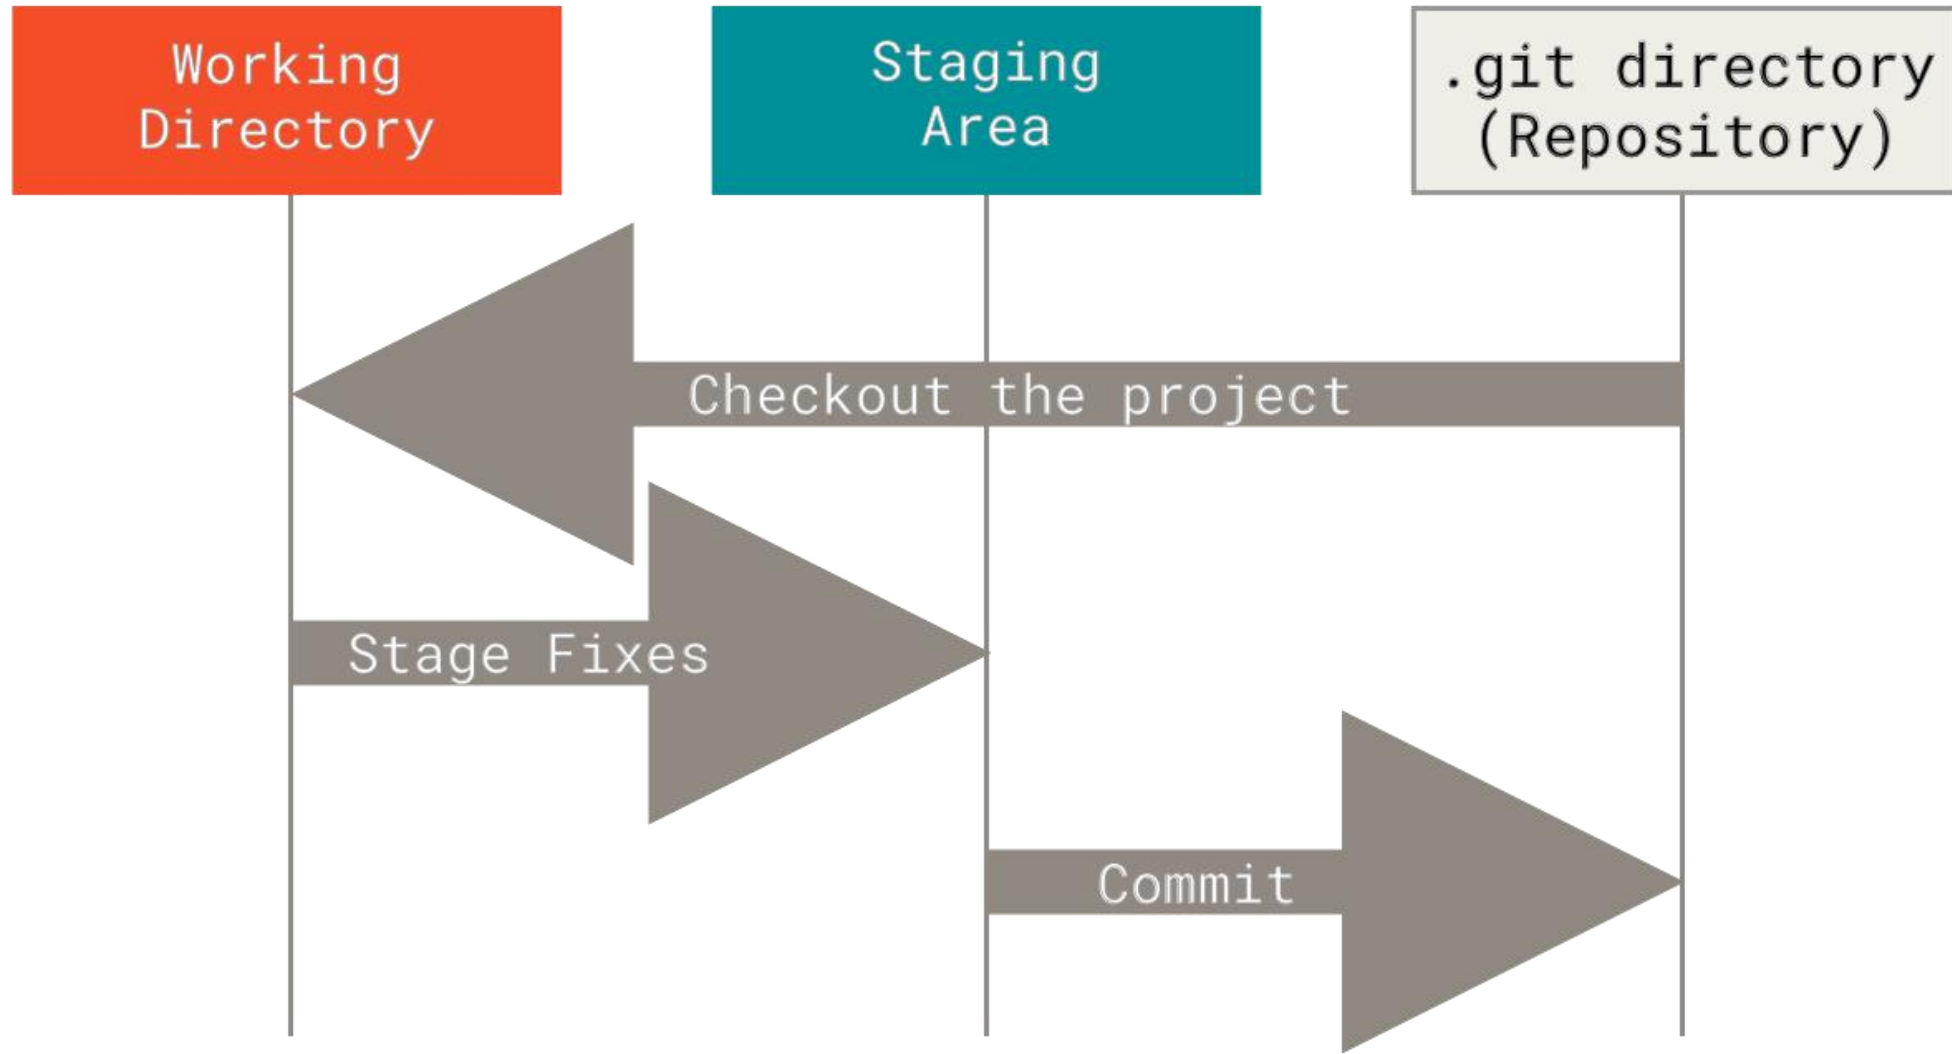 Working
Directory
Staging
Area
.git directory
(Repository)
Checkout the project
Stage Fixes
Commit